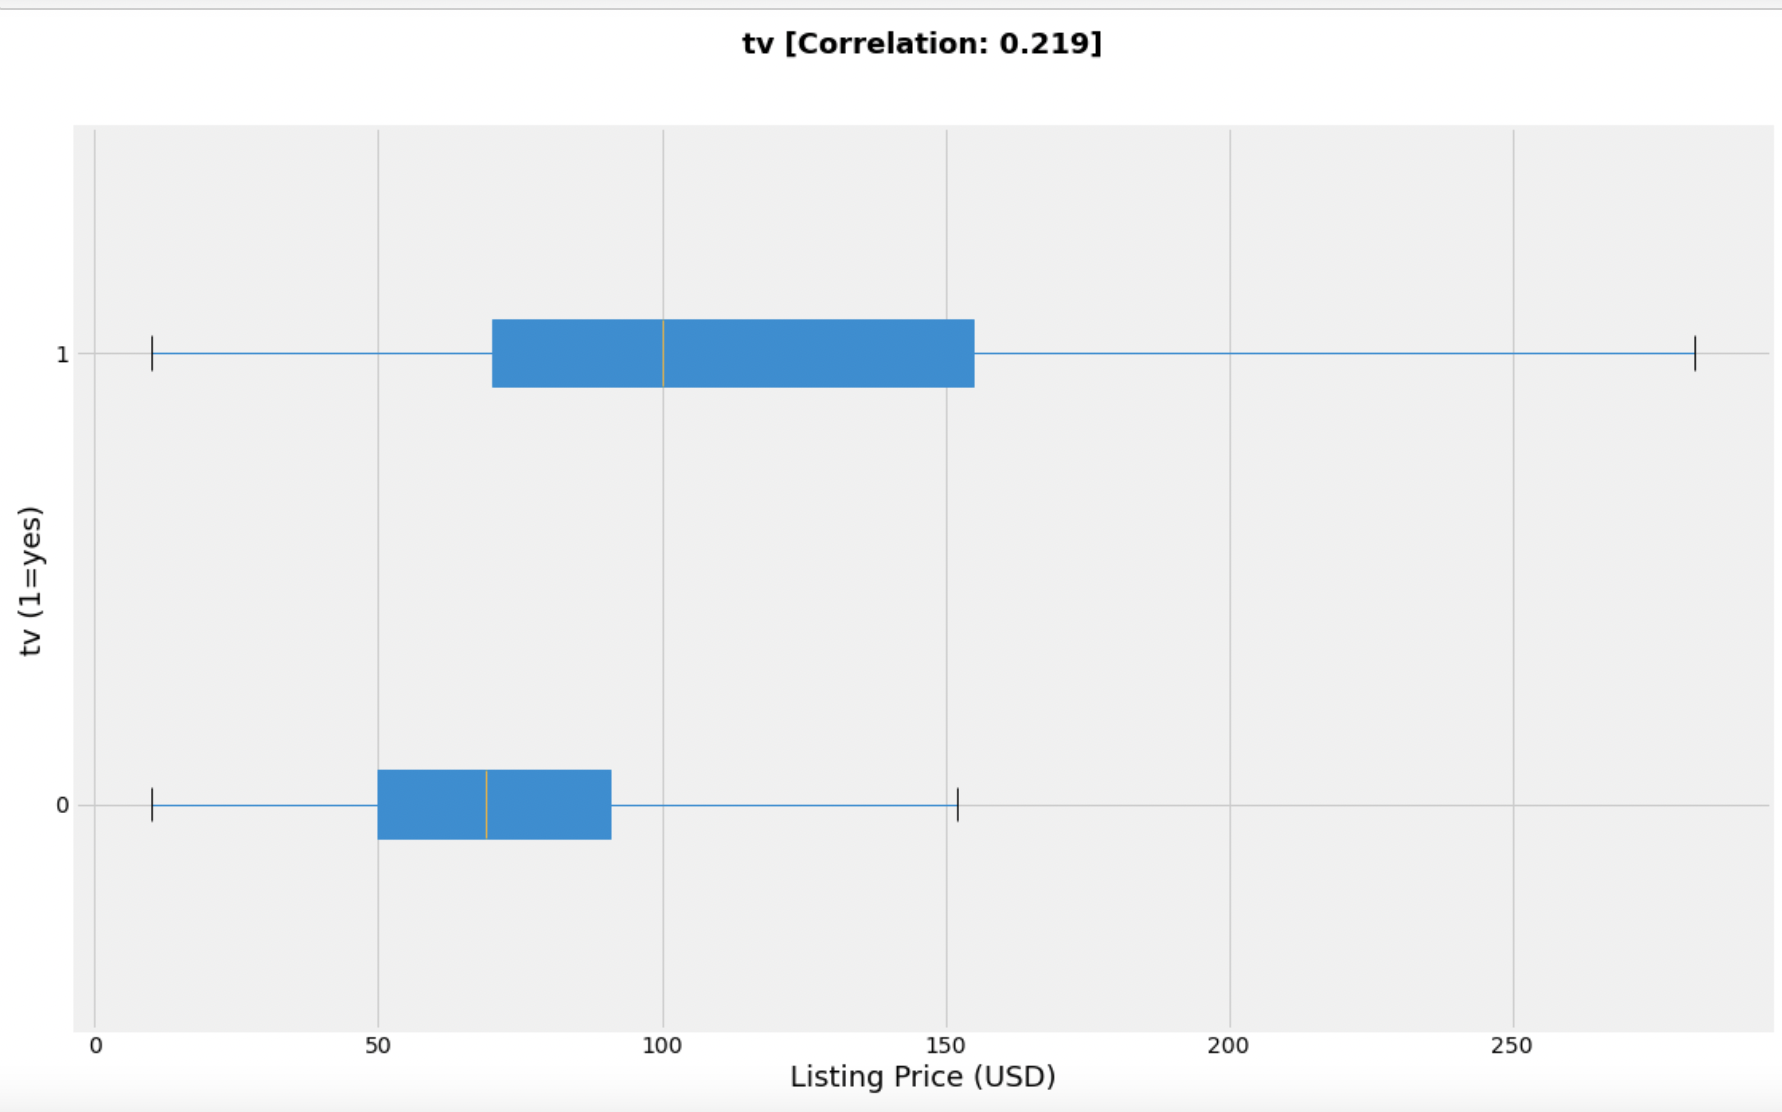 tv [Correlation: 0.219]
1
tv (1=yes)
0
0 50 100 150 200 250
Listing Price (USD)